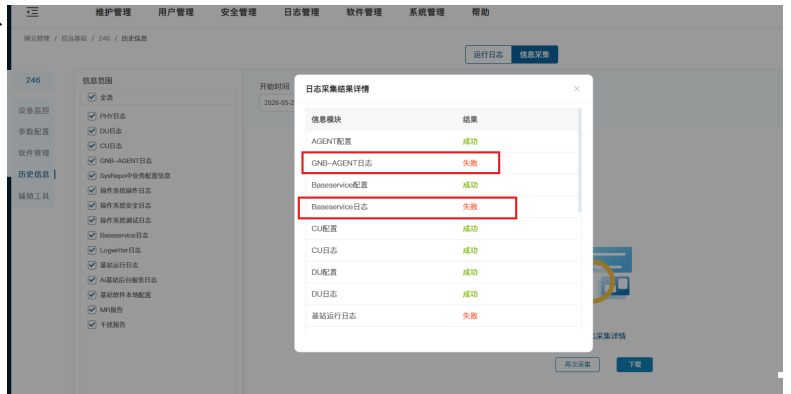 维护管理 用户管理 安全管理 日志管理 软件管理 系统管理 帮助
246 / 历史信息
运行日志 信息采集
246
设备监控
参数配置
软件管理
历史信息
辅助工具
信息范围
全选
PHY日志
DU日志
CU日志
GNB-AGENT日志
SysRepo中业务配置信息
操作系统操作日志
操作系统安全日志
操作系统调试日志
Baseservice日志
Logwriter日志
基站运行日志
AI基站后台服务日志
基站软件本地配置
MR报告
干扰报告
开始时间
2026-05-2
日志采集结果详情 ×
信息模块 结果
AGENT配置 成功
GNB-AGENT日志 失败
Baseservice配置 成功
Baseservice日志 失败
CU配置 成功
CU日志 成功
DU配置 成功
DU日志 成功
基站运行日志 失败
采集详情
再次采集 下载